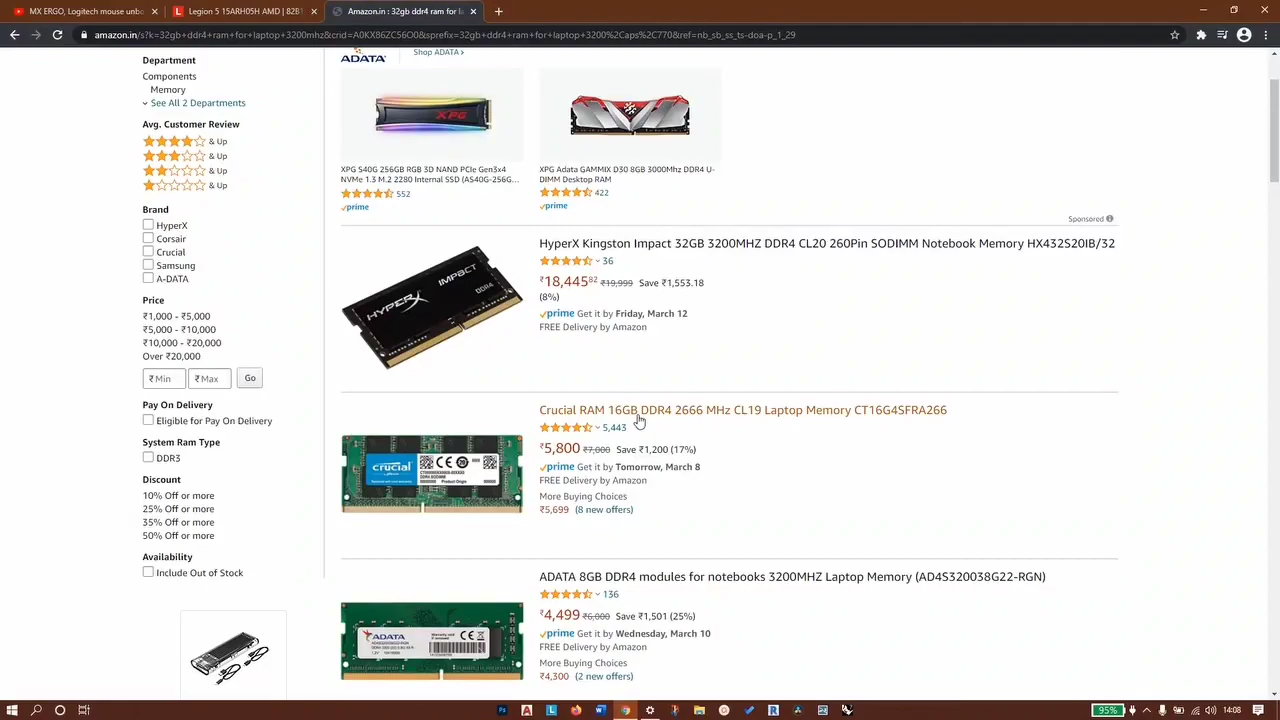 MX ERGO, Logitech mouse unbo
Legion 5 15ARH05H AMD | 82B1
Amazon.in : 32gb ddr4 ram for la
amazon.in/s?k=32gb+ddr4+ram+for+laptop+3200mhz&crid=A0KX86ZC56O0&sprefix=32gb+ddr4+ram+for+laptop+3200%2Caps%2C770&ref=nb_sb_ss_ts-doa-p_1_29
Department
Components
Memory
See All 2 Departments
Avg. Customer Review
& Up
& Up
& Up
& Up
Brand
HyperX
Corsair
Crucial
Samsung
A-DATA
Price
₹1,000 - ₹5,000
₹5,000 - ₹10,000
₹10,000 - ₹20,000
Over ₹20,000
₹ Min ₹ Max Go
Pay On Delivery
Eligible for Pay On Delivery
System Ram Type
DDR3
Discount
10% Off or more
25% Off or more
35% Off or more
50% Off or more
Availability
Include Out of Stock
ADATA Shop ADATA ›
XPG
XPG S40G 256GB RGB 3D NAND PCIe Gen3x4
NVMe 1.3 M.2 2280 Internal SSD (AS40G-256G...
552
prime
XPG Adata GAMMIX D30 8GB 3000Mhz DDR4 U-
DIMM Desktop RAM
422
prime
Sponsored
HYPERX IMPACT DDR4
HyperX Kingston Impact 32GB 3200MHZ DDR4 CL20 260Pin SODIMM Notebook Memory HX432S20IB/32
36
₹18,445.82 ₹19,999 Save ₹1,553.18
(8%)
prime Get it by Friday, March 12
FREE Delivery by Amazon
crucial
Crucial RAM 16GB DDR4 2666 MHz CL19 Laptop Memory CT16G4SFRA266
5,443
₹5,800 ₹7,000 Save ₹1,200 (17%)
prime Get it by Tomorrow, March 8
FREE Delivery by Amazon
More Buying Choices
₹5,699 (8 new offers)
ADATA
ADATA 8GB DDR4 modules for notebooks 3200MHZ Laptop Memory (AD4S320038G22-RGN)
136
₹4,499 ₹6,000 Save ₹1,501 (25%)
prime Get it by Wednesday, March 10
FREE Delivery by Amazon
More Buying Choices
₹4,300 (2 new offers)
95% ENG 14:08